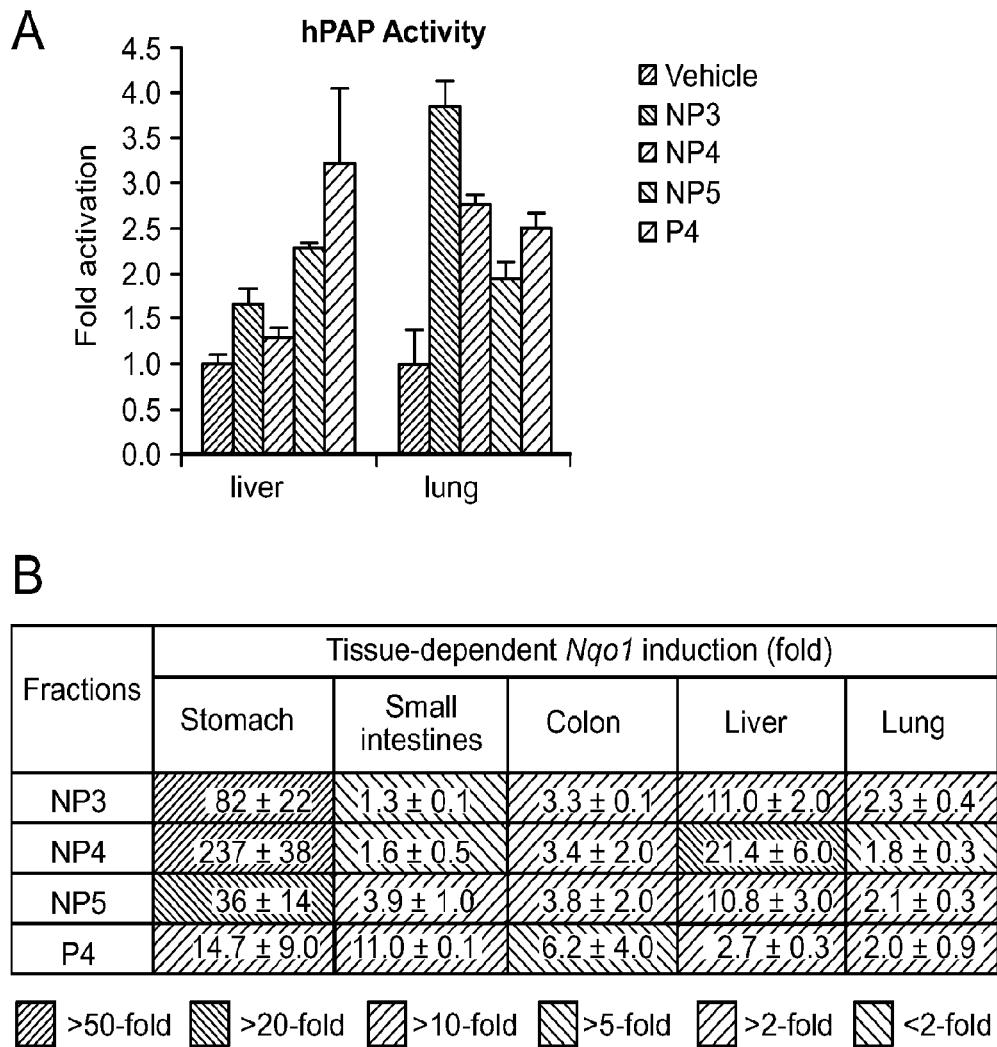 A
hPAP Activity
4.5
4.0
3.5
3.0
2.5
2.0
1.5
1.0
0.5
0.0
Fold activation
liver lung
Vehicle
NP3
NP4
NP5
P4
B
Fractions
Tissue-dependent Nqo1 induction (fold)
Stomach Small intestines Colon Liver Lung
NP3 82 ± 22 1.3 ± 0.1 3.3 ± 0.1 11.0 ± 2.0 2.3 ± 0.4
NP4 237 ± 38 1.6 ± 0.5 3.4 ± 2.0 21.4 ± 6.0 1.8 ± 0.3
NP5 36 ± 14 3.9 ± 1.0 3.8 ± 2.0 10.8 ± 3.0 2.1 ± 0.3
P4 14.7 ± 9.0 11.0 ± 0.1 6.2 ± 4.0 2.7 ± 0.3 2.0 ± 0.9
>50-fold >20-fold >10-fold >5-fold >2-fold <2-fold